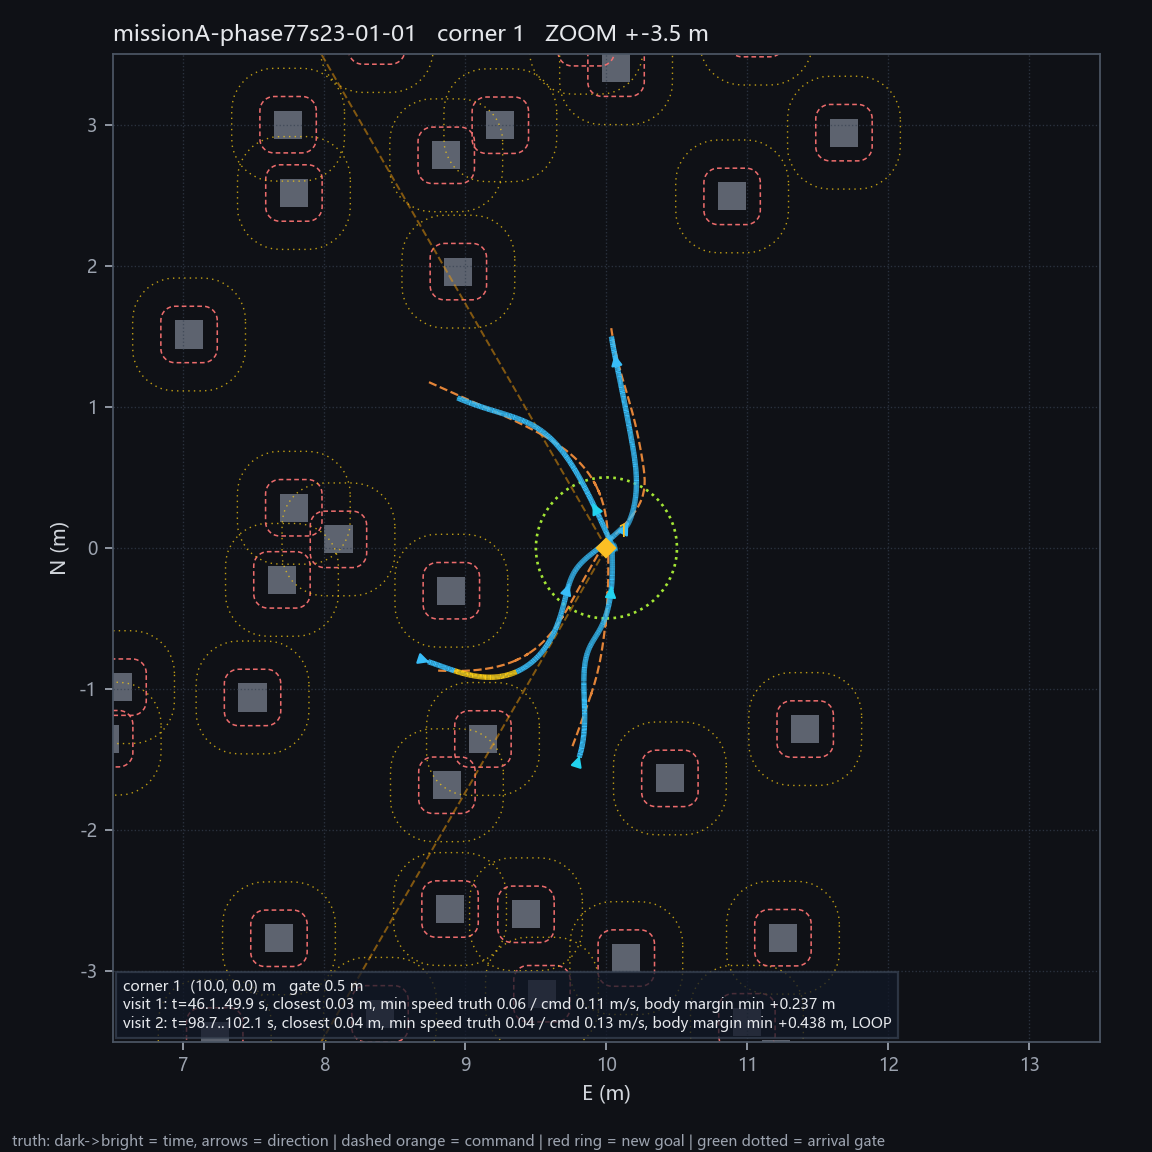 missionA-phase77s23-01-01   corner 1   ZOOM +-3.5 m
N (m)
3
2
1
0
-1
-2
-3
1
corner 1  (10.0, 0.0) m   gate 0.5 m
visit 1: t=46.1..49.9 s, closest 0.03 m, min speed truth 0.06 / cmd 0.11 m/s, body margin min +0.237 m
visit 2: t=98.7..102.1 s, closest 0.04 m, min speed truth 0.04 / cmd 0.13 m/s, body margin min +0.438 m, LOOP
7 8 9 10 11 12 13
E (m)
truth: dark->bright = time, arrows = direction | dashed orange = command | red ring = new goal | green dotted = arrival gate